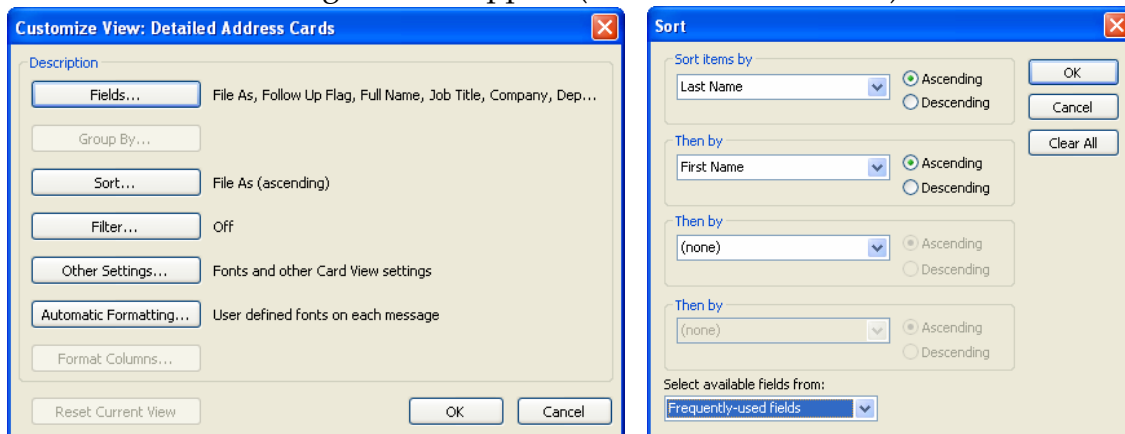 Customize View: Detailed Address Cards
Description
Fields... File As, Follow Up Flag, Full Name, Job Title, Company, Dep...
Group By...
Sort... File As (ascending)
Filter... Off
Other Settings... Fonts and other Card View settings
Automatic Formatting... User defined fonts on each message
Format Columns...
Reset Current View OK Cancel
Sort
Sort items by
Last Name
Ascending
Descending
OK
Cancel
Clear All
Then by
First Name
Ascending
Descending
Then by
(none)
Ascending
Descending
Then by
(none)
Ascending
Descending
Select available fields from:
Frequently-used fields